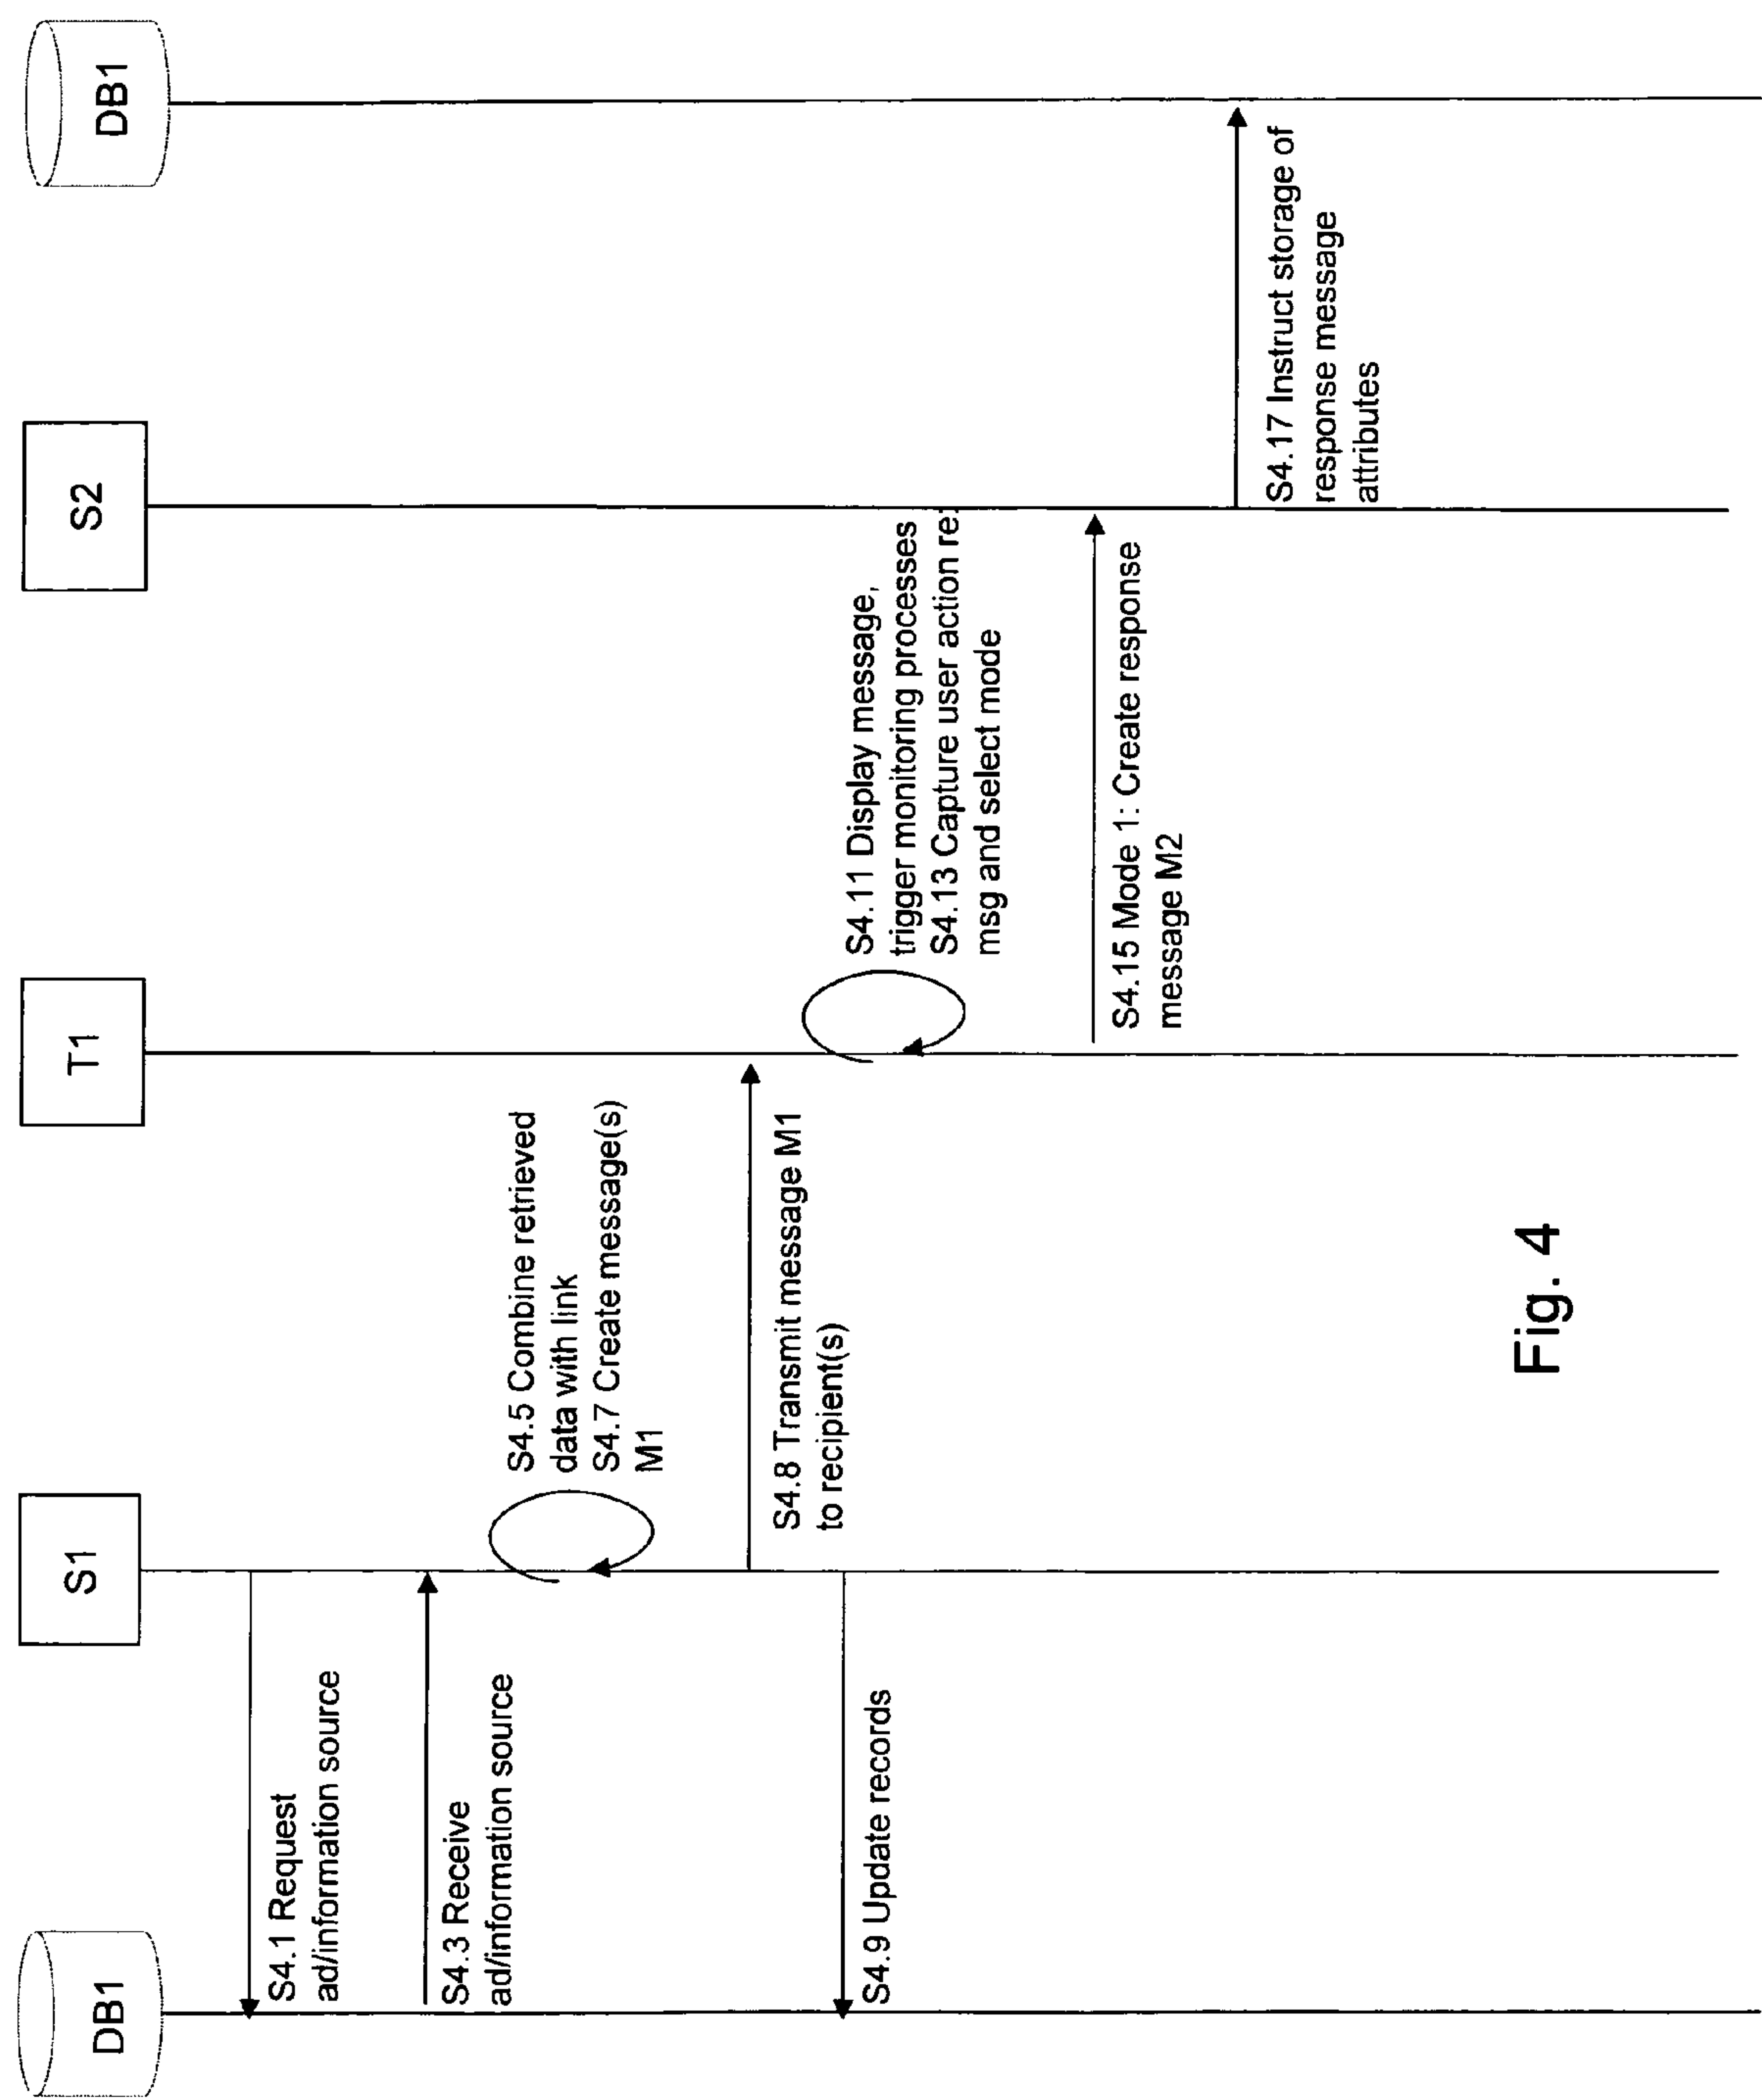 DB1
S1
T1
S2
DB1
S4.1 Request
ad/information source
S4.3 Receive
ad/information source
S4.5 Combine retrieved
data with link
S4.7 Create message(s)
M1
S4.8 Transmit message M1
to recipient(s)
S4.9 Update records
S4.11 Display message,
trigger monitoring processes
S4.13 Capture user action re:
msg and select mode
S4.15 Mode 1: Create response
message M2
S4.17 Instruct storage of
response message
attributes
Fig. 4